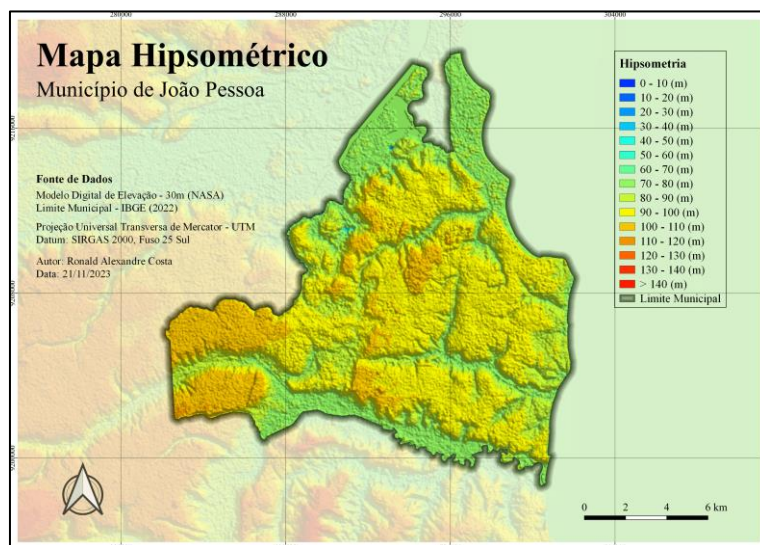 280000 288000 296000 304000
Mapa Hipsométrico
Município de João Pessoa
Fonte de Dados
Modelo Digital de Elevação - 30m (NASA)
Limite Municipal - IBGE (2022)
Projeção Universal Transversa de Mercator - UTM
Datum: SIRGAS 2000, Fuso 25 Sul
Autor: Ronald Alexandre Costa
Data: 21/11/2023
Hipsometria
0 - 10 (m)
10 - 20 (m)
20 - 30 (m)
30 - 40 (m)
40 - 50 (m)
50 - 60 (m)
60 - 70 (m)
70 - 80 (m)
80 - 90 (m)
90 - 100 (m)
100 - 110 (m)
110 - 120 (m)
120 - 130 (m)
130 - 140 (m)
> 140 (m)
Limite Municipal
0 2 4 6 km